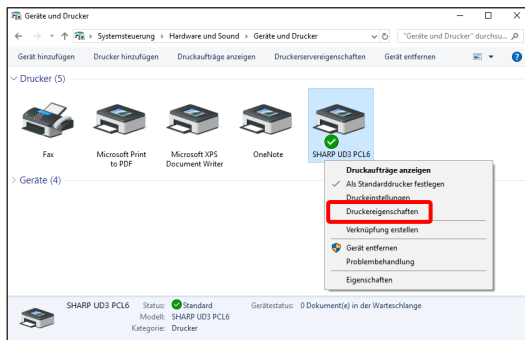 Geräte und Drucker
Systemsteuerung › Hardware und Sound › Geräte und Drucker
"Geräte und Drucker" durchsu...
Gerät hinzufügen Drucker hinzufügen Druckaufträge anzeigen Druckerservereigenschaften Gerät entfernen
Drucker (5)
Fax
Microsoft Print
to PDF
Microsoft XPS
Document Writer
OneNote
SHARP UD3 PCL6
Druckaufträge anzeigen
Als Standarddrucker festlegen
Druckeinstellungen
Druckereigenschaften
Verknüpfung erstellen
Gerät entfernen
Problembehandlung
Eigenschaften
Geräte (4)
SHARP UD3 PCL6 Status: Standard Gerätestatus: 0 Dokument(e) in der Warteschlange
Modell: SHARP UD3 PCL6
Kategorie: Drucker